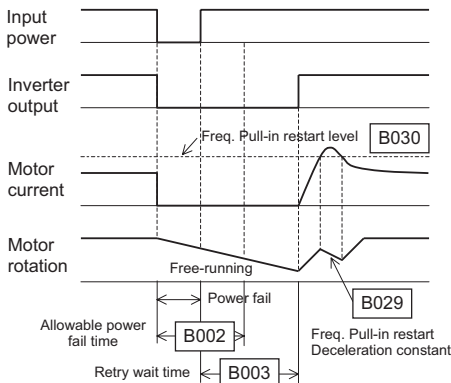 Input
power
Inverter
output
Freq. Pull-in restart level
B030
Motor
current
Motor
rotation
Free-running
Power fail
B029
Allowable power
fail time
B002
Freq. Pull-in restart
Deceleration constant
Retry wait time
B003